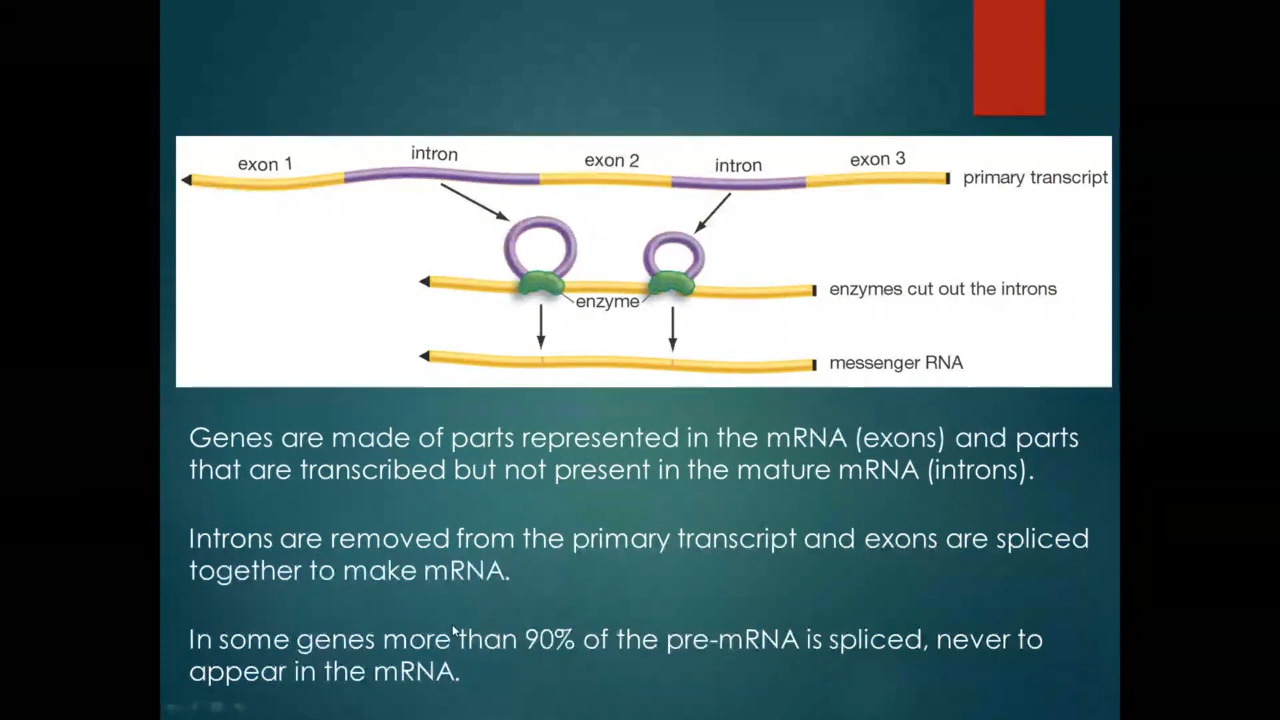 intron
exon 1
exon 2
intron
exon 3
primary transcript
enzyme
enzymes cut out the introns
messenger RNA
Genes are made of parts represented in the mRNA (exons) and parts
that are transcribed but not present in the mature mRNA (introns).
Introns are removed from the primary transcript and exons are spliced
together to make mRNA.
In some genes more than 90% of the pre-mRNA is spliced, never to
appear in the mRNA.